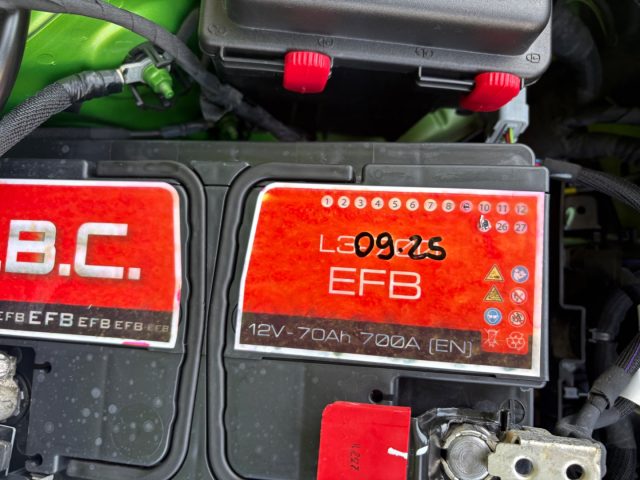 .B.C.
EFB EFB EFB EFB EFB
1 2 3 4 5 6 7 8 10 11 12
26 27
09.25
EFB
12V - 70Ah 700A (EN)